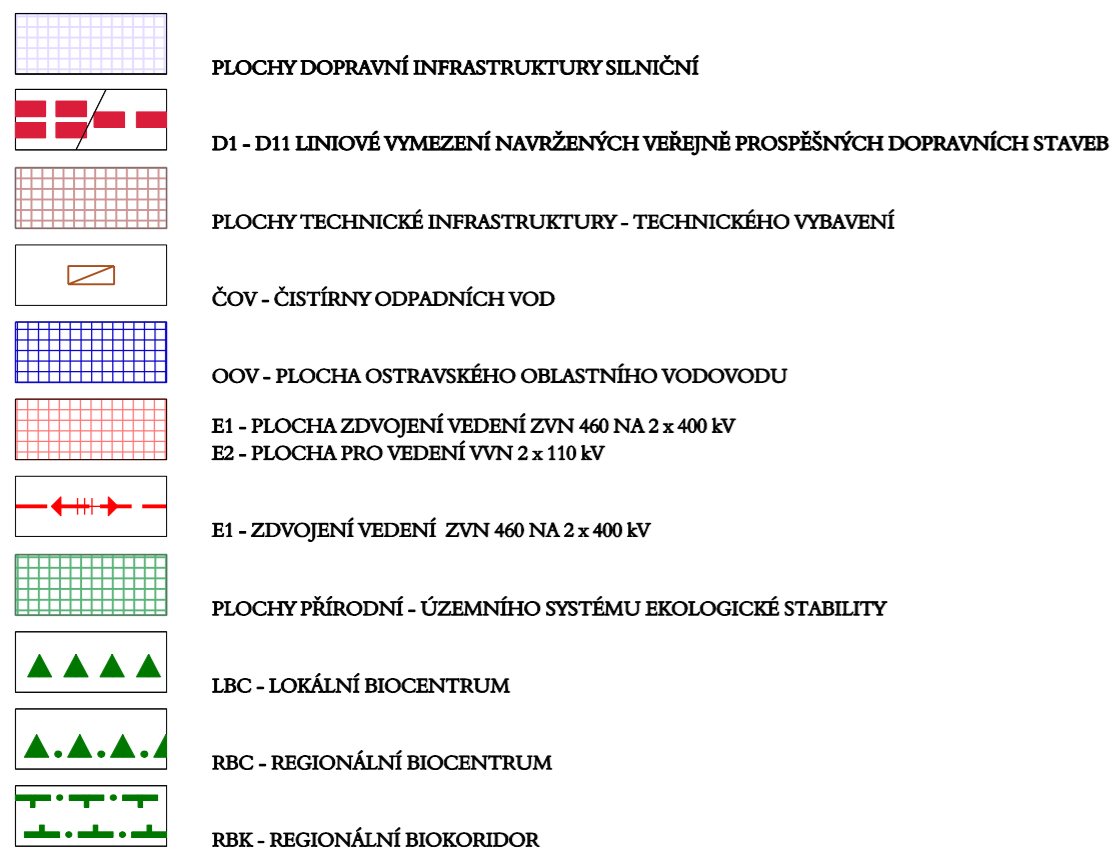 PLOCHY DOPRAVNÍ INFRASTRUKTURY SILNIČNÍ
D1 - D11 LINIOVÉ VYMEZENÍ NAVRŽENÝCH VEŘEJNĚ PROSPĚŠNÝCH DOPRAVNÍCH STAVEB
PLOCHY TECHNICKÉ INFRASTRUKTURY - TECHNICKÉHO VYBAVENÍ
ČOV - ČISTÍRNY ODPADNÍCH VOD
OOV - PLOCHA OSTRAVSKÉHO OBLASTNÍHO VODOVODU
E1 - PLOCHA ZDVOJENÍ VEDENÍ ZVN 460 NA 2 x 400 kV
E2 - PLOCHA PRO VEDENÍ VVN 2 x 110 kV
E1 - ZDVOJENÍ VEDENÍ ZVN 460 NA 2 x 400 kV
PLOCHY PŘÍRODNÍ - ÚZEMNÍHO SYSTÉMU EKOLOGICKÉ STABILITY
LBC - LOKÁLNÍ BIOCENTRUM
RBC - REGIONÁLNÍ BIOCENTRUM
RBK - REGIONÁLNÍ BIOKORIDOR